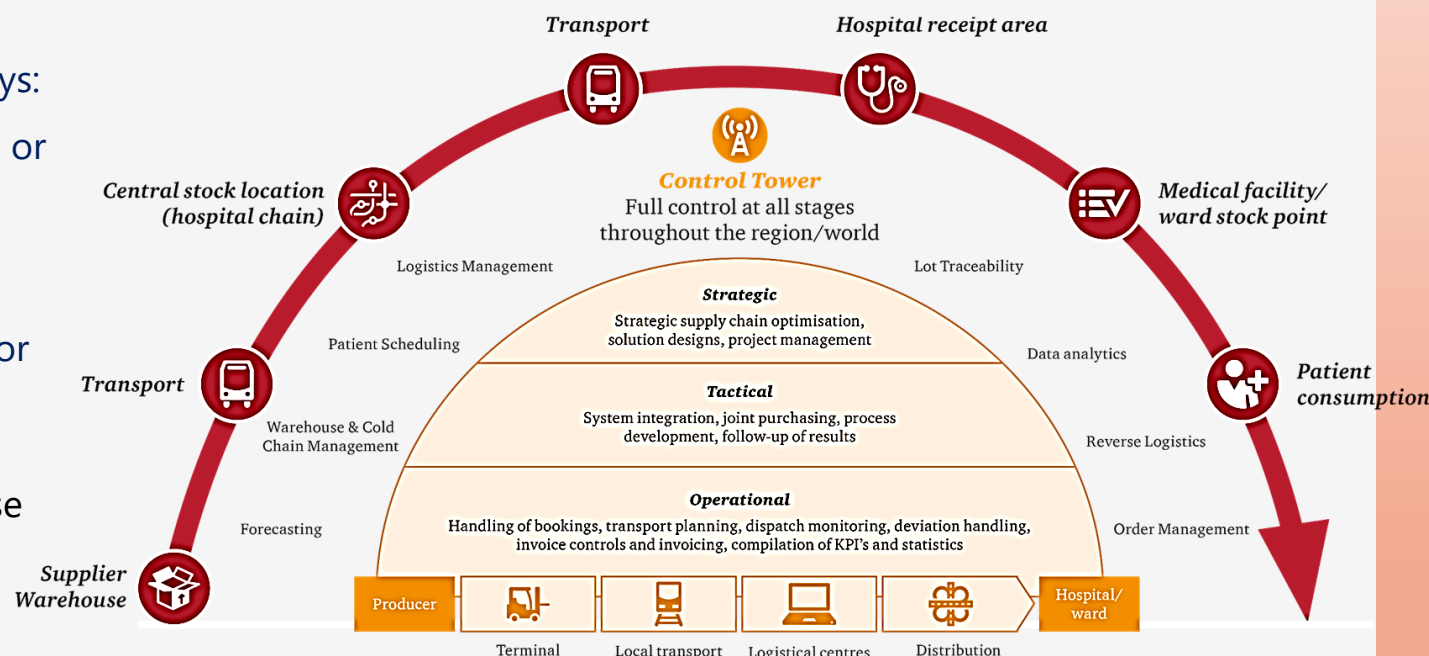 ys:
or
or
se
Transport
Hospital receipt area
Control Tower
Full control at all stages
throughout the region/world
Central stock location
(hospital chain)
Medical facility/
ward stock point
Logistics Management
Lot Traceability
Strategic
Strategic supply chain optimisation,
solution designs, project management
Patient Scheduling
Data analytics
Transport
Patient
consumption
Tactical
System integration, joint purchasing, process
development, follow-up of results
Warehouse & Cold
Chain Management
Reverse Logistics
Operational
Handling of bookings, transport planning, dispatch monitoring, deviation handling,
invoice controls and invoicing, compilation of KPI's and statistics
Forecasting
Order Management
Supplier
Warehouse
Producer
Hospital/
ward
Terminal
Local transport
Logistical centres
Distribution